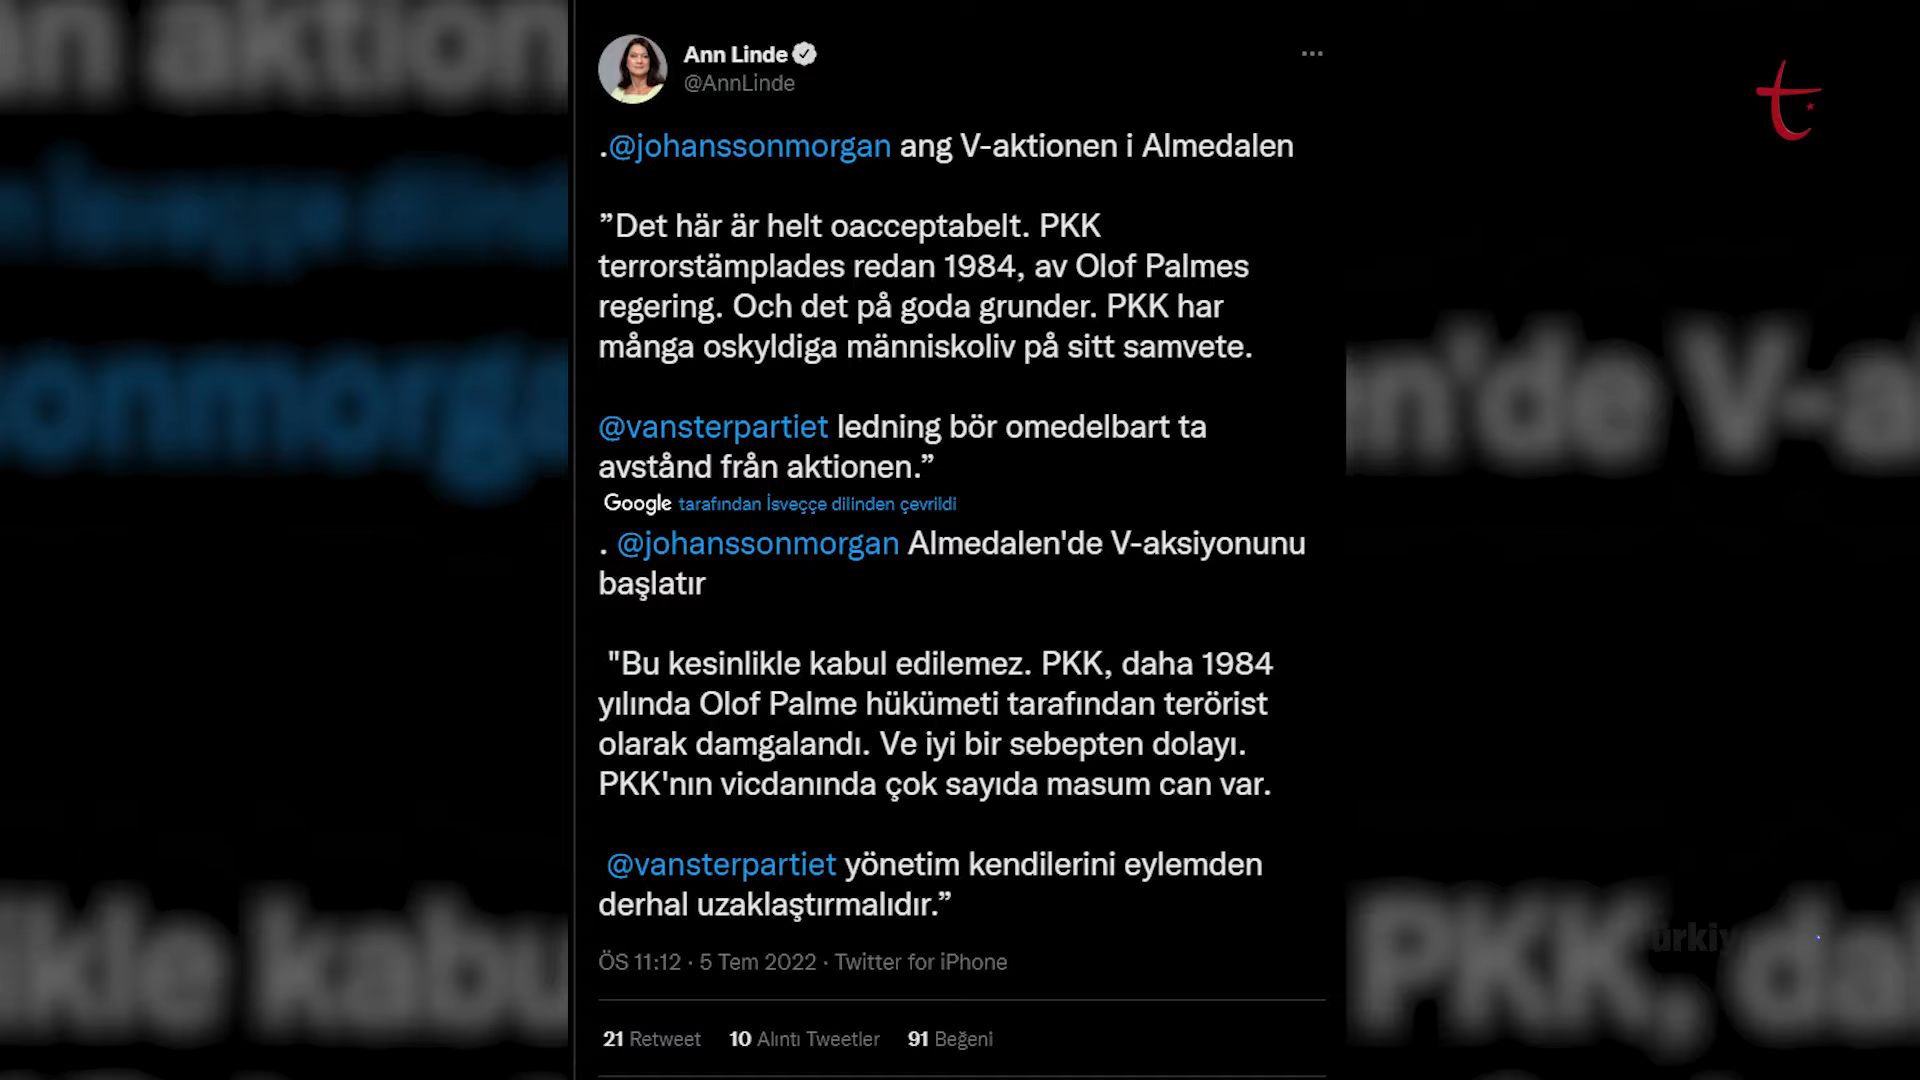 Ann Linde
@AnnLinde
.@johanssonmorgan ang V-aktionen i Almedalen
”Det här är helt oacceptabelt. PKK
terrorstämplades redan 1984, av Olof Palmes
regering. Och det på goda grunder. PKK har
många oskyldiga människoliv på sitt samvete.
@vansterpartiet ledning bör omedelbart ta
avstånd från aktionen.”
Google tarafından İsveççe dilinden çevrildi
. @johanssonmorgan Almedalen'de V-aksiyonunu
başlatır
"Bu kesinlikle kabul edilemez. PKK, daha 1984
yılında Olof Palme hükümeti tarafından terörist
olarak damgalandı. Ve iyi bir sebepten dolayı.
PKK'nın vicdanında çok sayıda masum can var.
@vansterpartiet yönetim kendilerini eylemden
derhal uzaklaştırmalıdır.”
ÖS 11:12 · 5 Tem 2022 · Twitter for iPhone
21 Retweet 10 Alıntı Tweetler 91 Beğeni